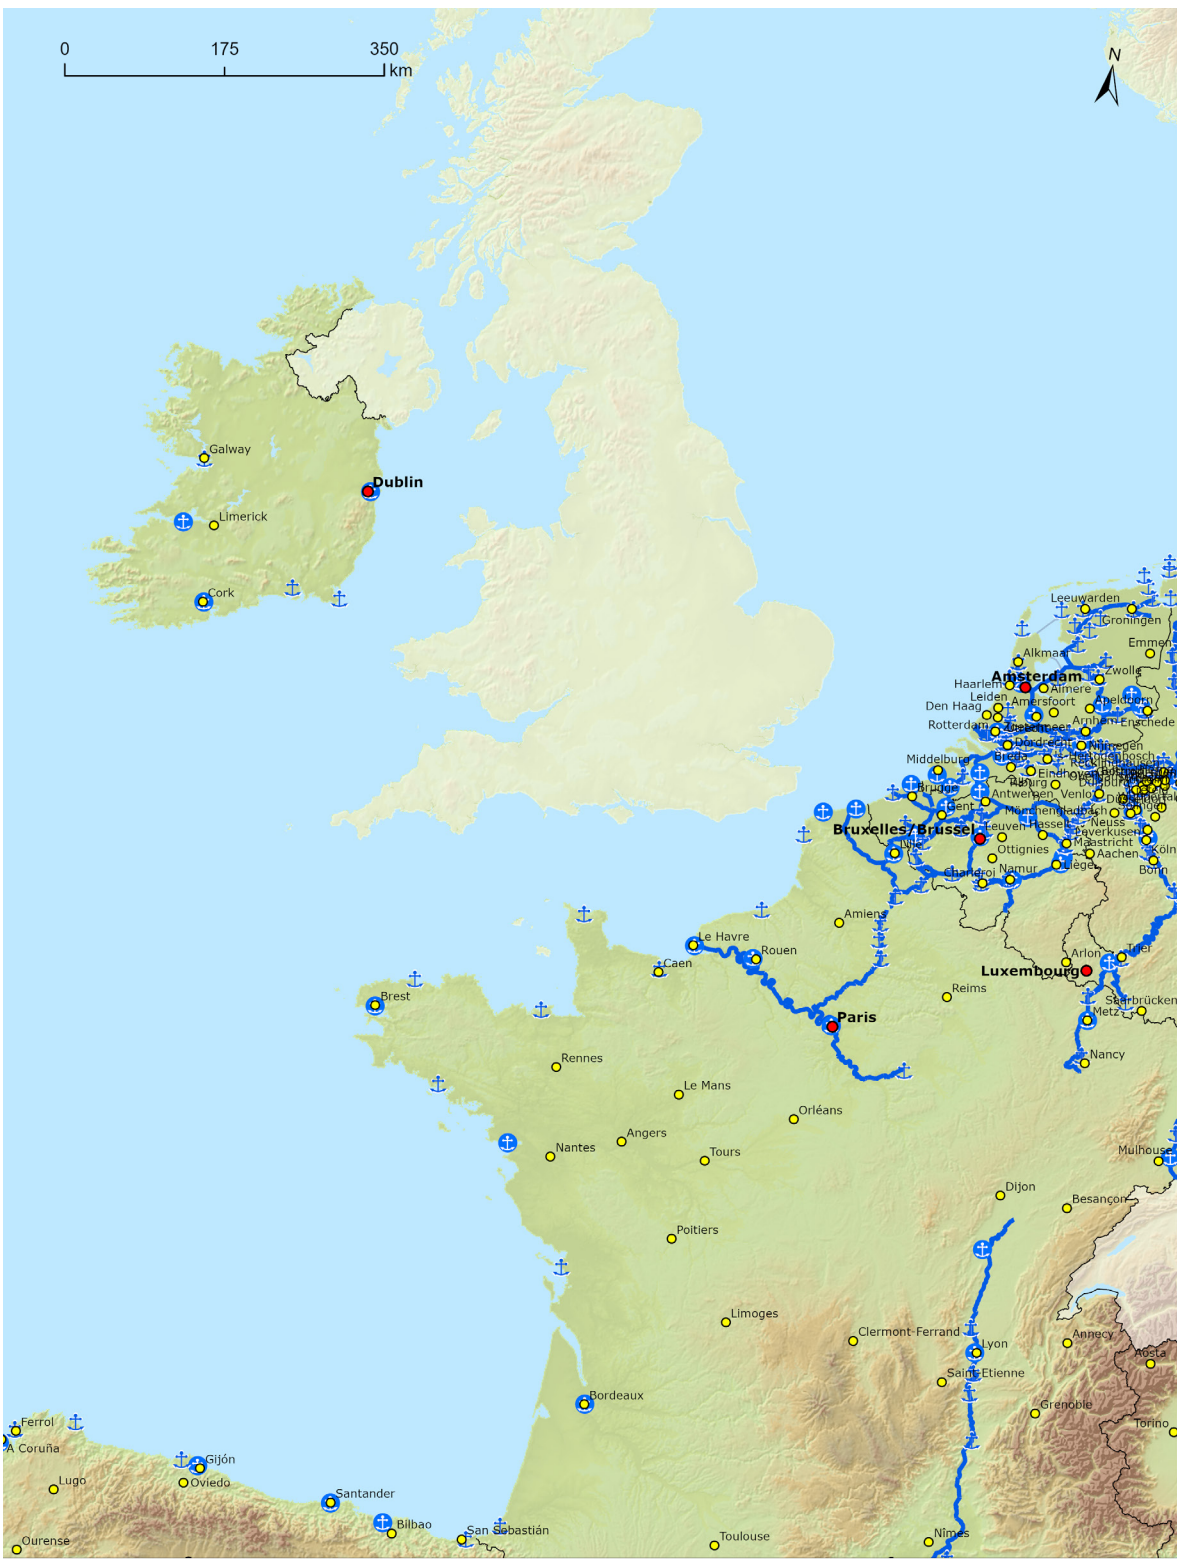 0 175 350
km
N
Galway
Dublin
Limerick
Cork
Leeuwarden
Groningen
Emmen
Alkmaar
Zwolle
Amsterdam
Haarlem
Almere
Leiden
Apeldoorn
Amersfoort
Den Haag
Enschede
Arnhem
Rotterdam
Dordrecht
Nijmegen
Breda
Middelburg
Eindhoven
Brugge
Antwerpen
Venlo
Gent
Mönchengladbach
Neuss
Bruxelles/Brussel
Leuven
Hasselt
Leverkusen
Maastricht
Lille
Ottignies
Aachen
Köln
Liège
Charleroi
Namur
Bonn
Amiens
Le Havre
Rouen
Arlon
Trier
Caen
Luxembourg
Reims
Saarbrücken
Brest
Metz
Paris
Nancy
Rennes
Le Mans
Orléans
Angers
Nantes
Tours
Mulhouse
Dijon
Besançon
Poitiers
Limoges
Clermont-Ferrand
Annecy
Lyon
Aosta
Saint-Etienne
Bordeaux
Grenoble
Ferrol
Torino
A Coruña
Gijón
Lugo
Oviedo
Santander
Bilbao
San Sebastián
Nîmes
Toulouse
Ourense